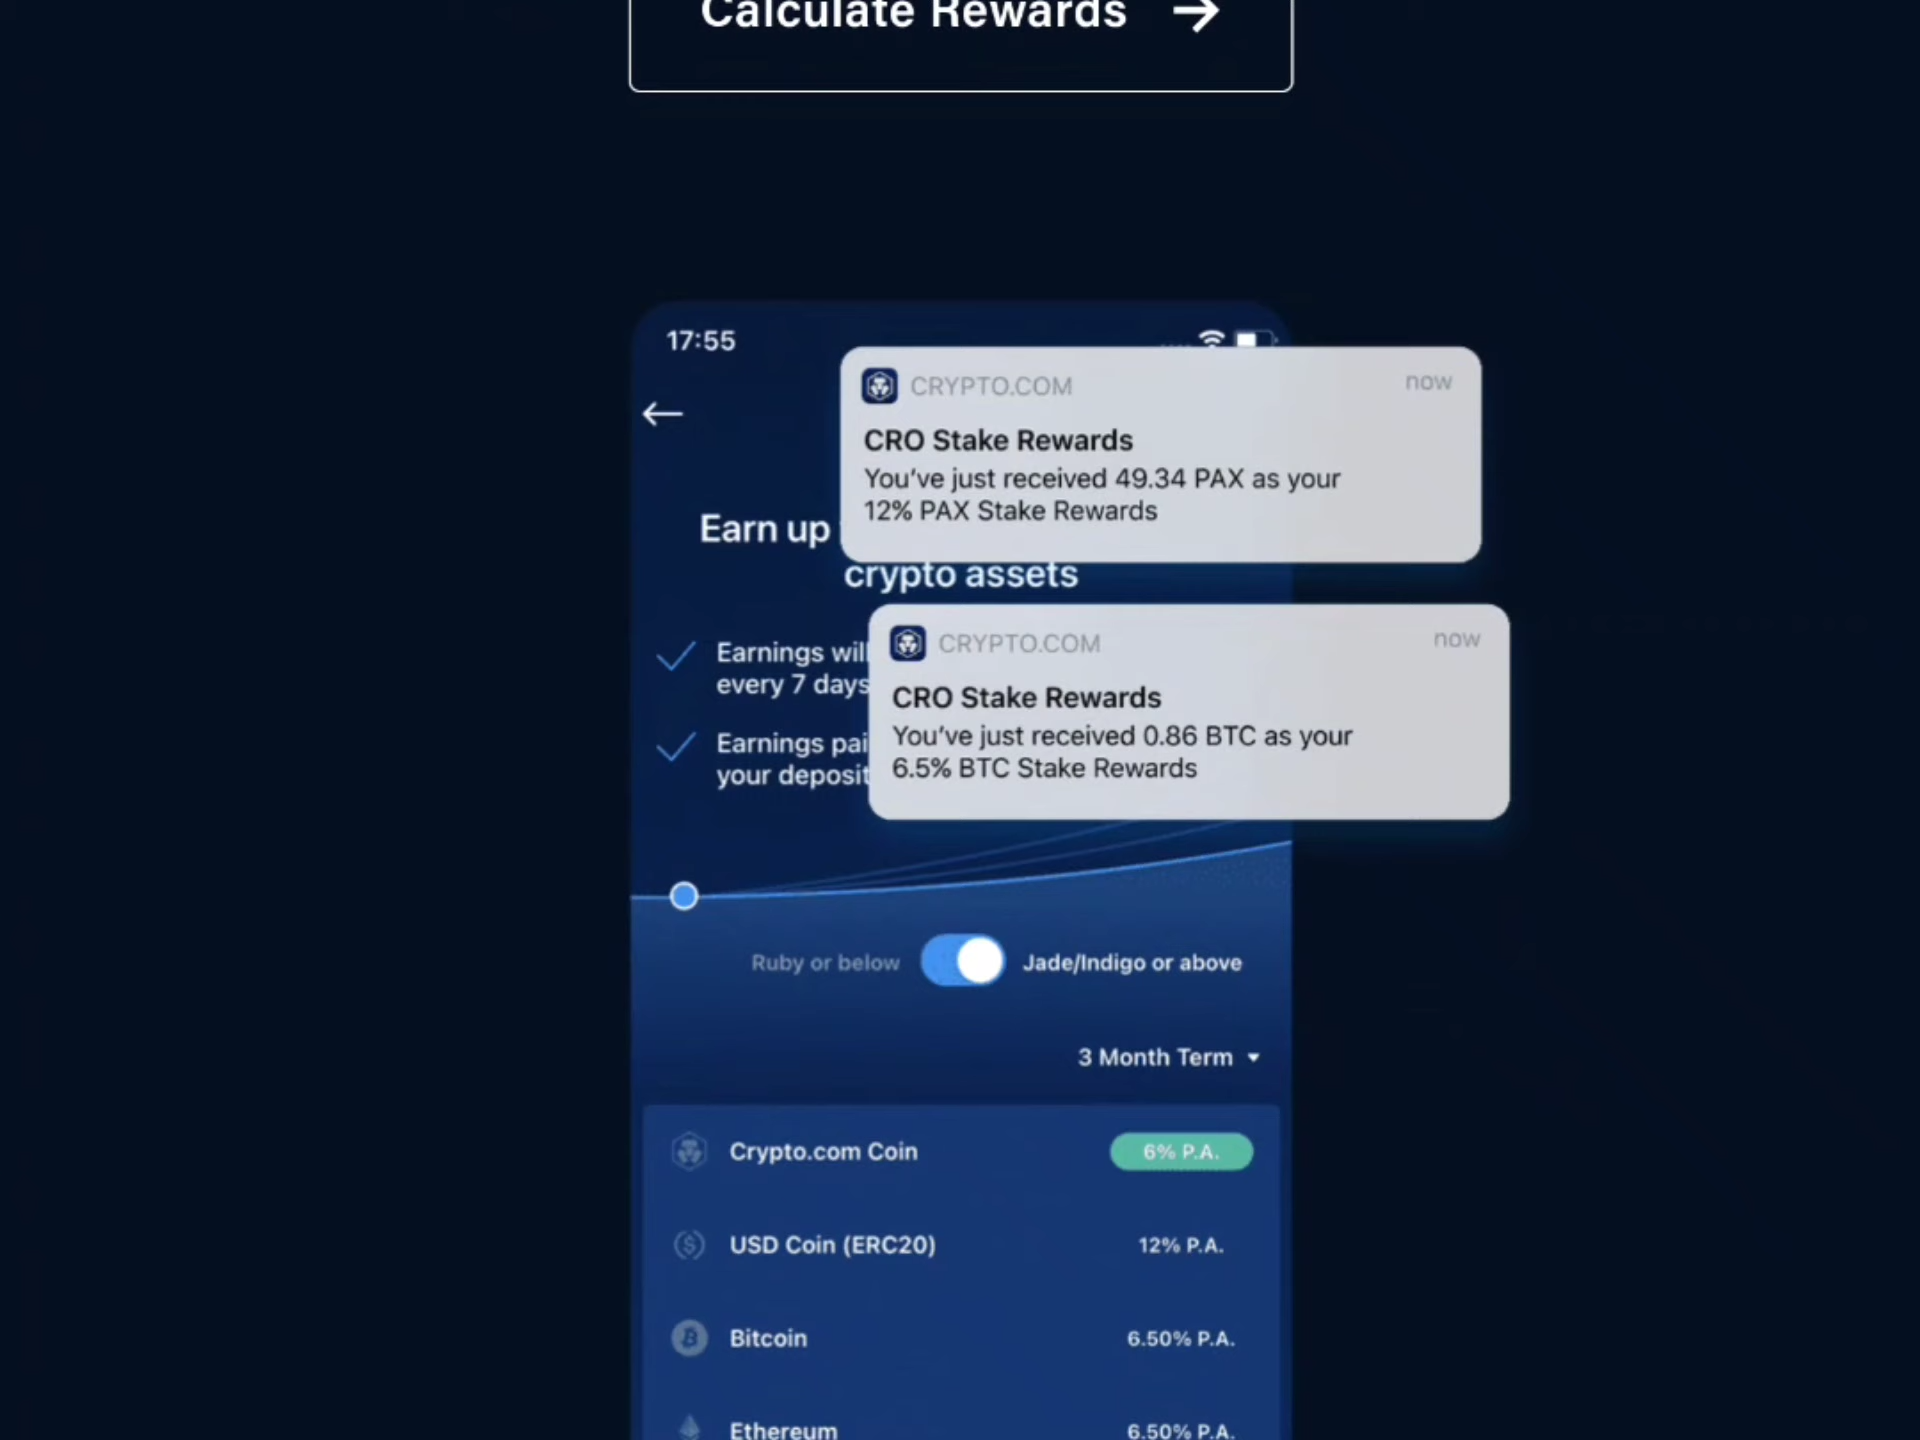 Calculate Rewards
17:55
CRYPTO.COM
now
CRO Stake Rewards
You've just received 49.34 PAX as your
12% PAX Stake Rewards
Earn up
crypto assets
CRYPTO.COM
now
CRO Stake Rewards
You've just received 0.86 BTC as your
6.5% BTC Stake Rewards
Earnings will
every 7 days
Earnings pai
your deposit
Ruby or below
Jade/Indigo or above
3 Month Term
Crypto.com Coin
6% P.A.
USD Coin (ERC20)
12% P.A.
Bitcoin
6.50% P.A.
Ethereum
6.50% P.A.